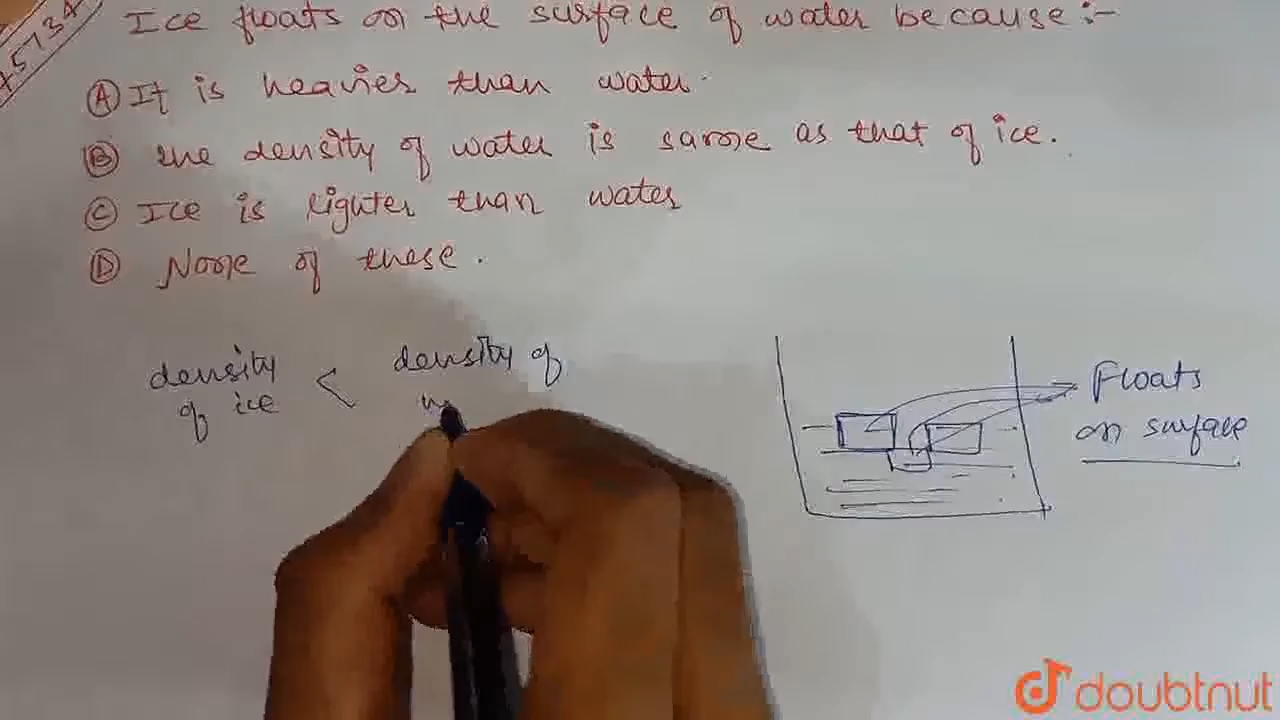 Ice floats on the surface of water because :-
Ⓐ It is heavier than water.
Ⓑ the density of water is same as that of ice.
Ⓒ Ice is lighter than water
Ⓓ None of these.
density of ice < density of
Floats
on surface
doubtnut